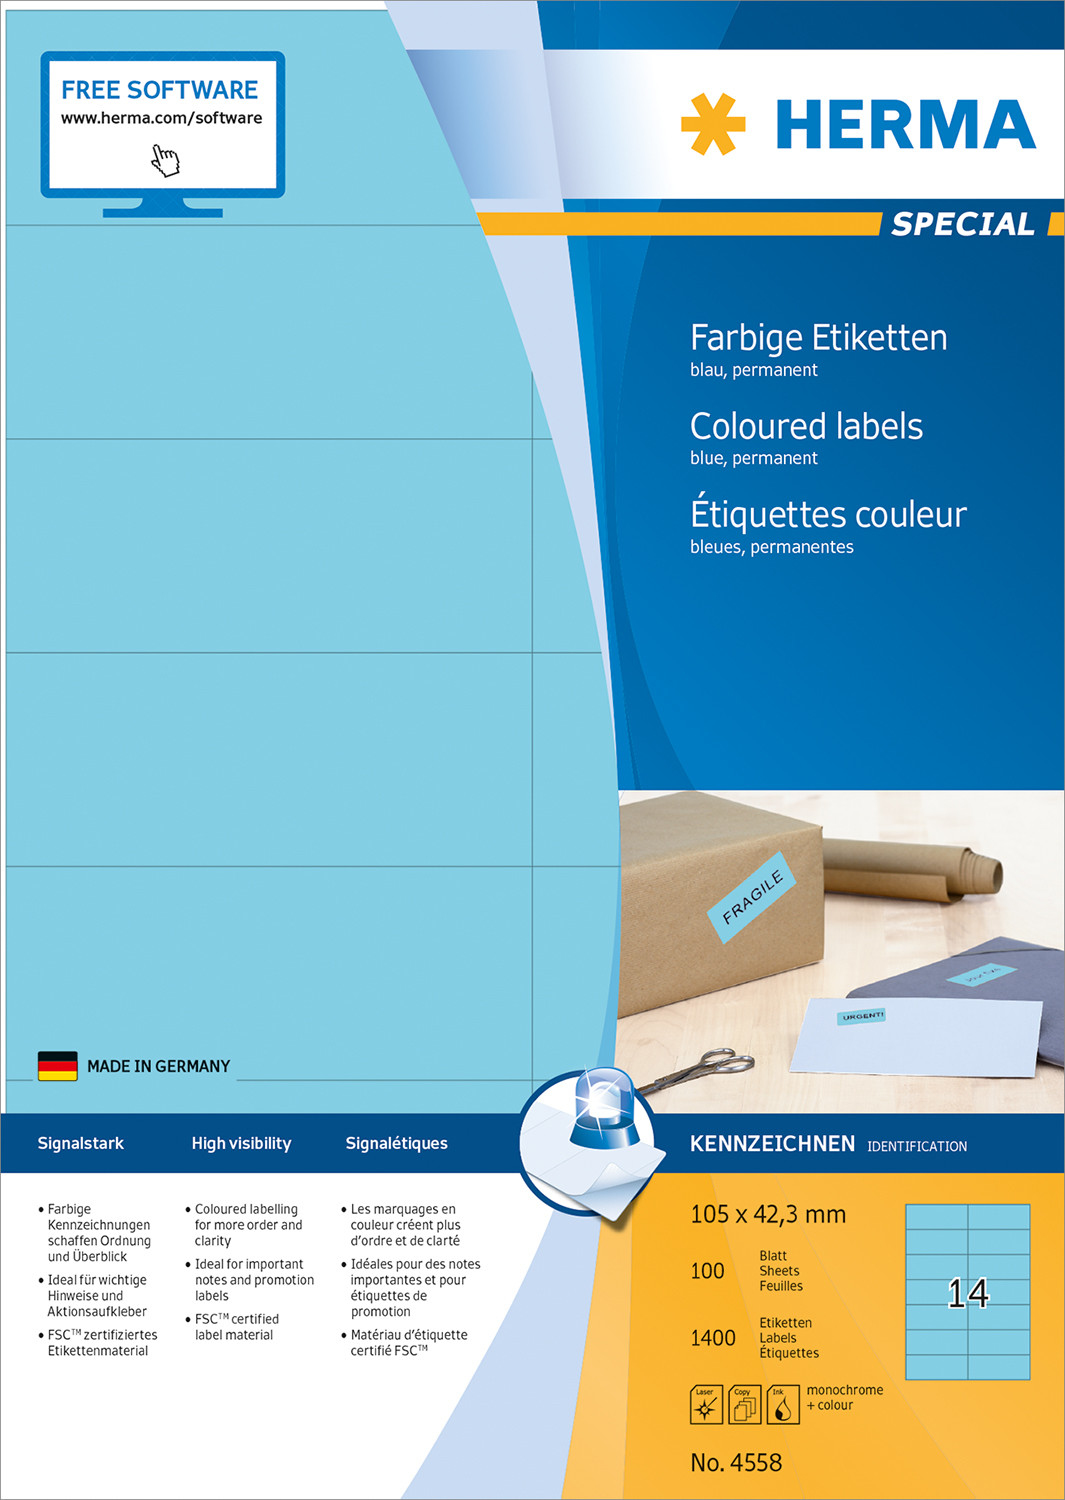 FREE SOFTWARE
www.herma.com/software
HERMA
SPECIAL
Farbige Etiketten
blau, permanent
Coloured labels
blue, permanent
Étiquettes couleur
bleues, permanentes
FRAGILE
URGENT!
MADE IN GERMANY
Signalstark
High visibility
Signalétiques
KENNZEICHNEN IDENTIFICATION
• Farbige
Kennzeichnungen
schaffen Ordnung
und Überblick
• Ideal für wichtige
Hinweise und
Aktionsaufkleber
• FSC™ zertifiziertes
Etikettenmaterial
• Coloured labelling
for more order and
clarity
• Ideal for important
notes and promotion
labels
• FSC™ certified
label material
• Les marquages en
couleur créent plus
d'ordre et de clarté
• Idéales pour des notes
importantes et pour
étiquettes de
promotion
• Matériau d'étiquette
certifié FSC™
105 x 42,3 mm
100
Blatt
Sheets
Feuilles
1400
Etiketten
Labels
Étiquettes
14
Laser
Copy
Ink
monochrome
+ colour
No. 4558